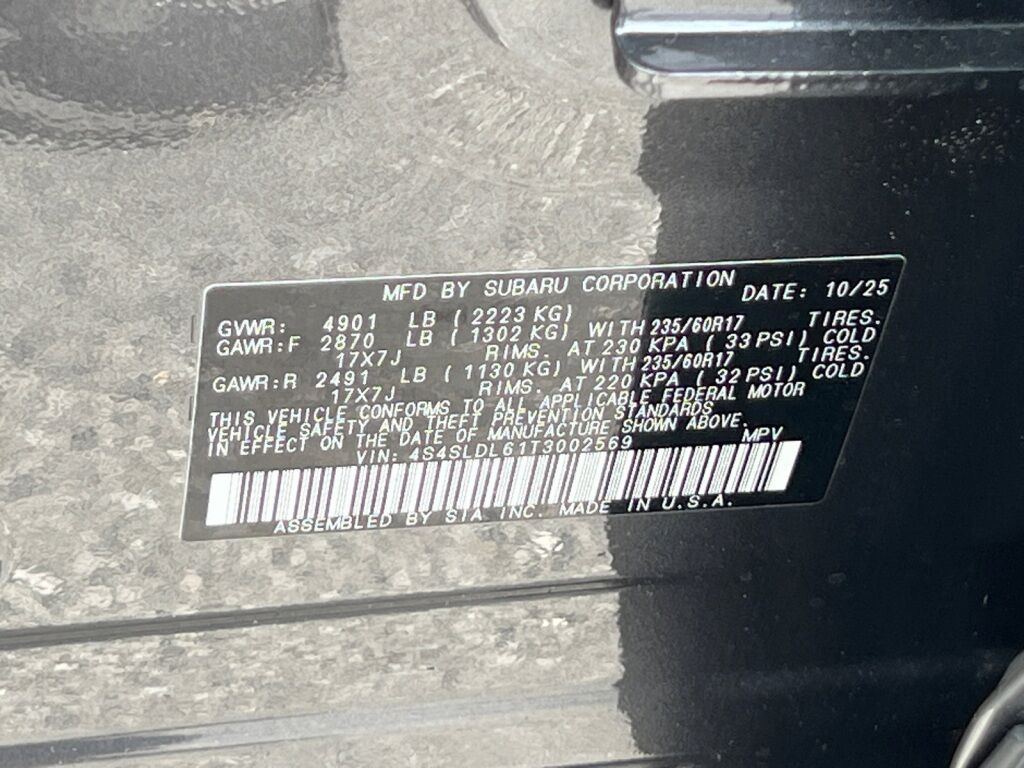 MFD BY SUBARU CORPORATION DATE: 10/25
GVWR: 4901 LB ( 2223 KG)
GAWR:F 2870 LB ( 1302 KG) WITH 235/60R17 TIRES.
17X7J RIMS. AT 230 KPA ( 33 PSI) COLD
GAWR:R 2491 LB ( 1130 KG) WITH 235/60R17 TIRES.
17X7J RIMS. AT 220 KPA ( 32 PSI) COLD
THIS VEHICLE CONFORMS TO ALL APPLICABLE FEDERAL MOTOR
VEHICLE SAFETY AND THEFT PREVENTION STANDARDS
IN EFFECT ON THE DATE OF MANUFACTURE SHOWN ABOVE.
VIN: 4S4SLDL61T3002569 MPV
ASSEMBLED BY SIA INC. MADE IN U.S.A.